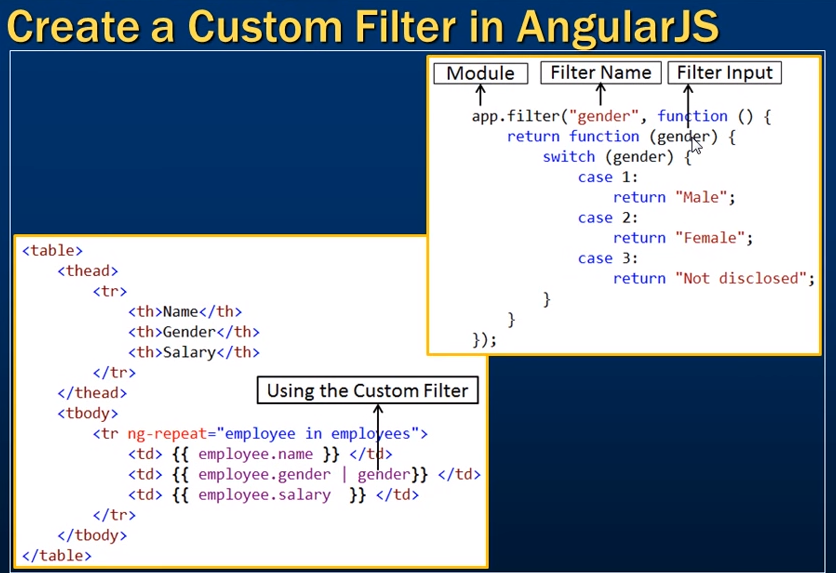 Create a Custom Filter in AngularJS
Module
Filter Name
Filter Input
app.filter("gender", function () {
return function (gender) {
switch (gender) {
case 1:
return "Male";
case 2:
return "Female";
case 3:
return "Not disclosed";
}
}
});
<table>
<thead>
<tr>
<th>Name</th>
<th>Gender</th>
<th>Salary</th>
</tr>
</thead>
Using the Custom Filter
<tbody>
<tr ng-repeat="employee in employees">
<td> {{ employee.name }} </td>
<td> {{ employee.gender | gender}} </td>
<td> {{ employee.salary  }} </td>
</tr>
</tbody>
</table>